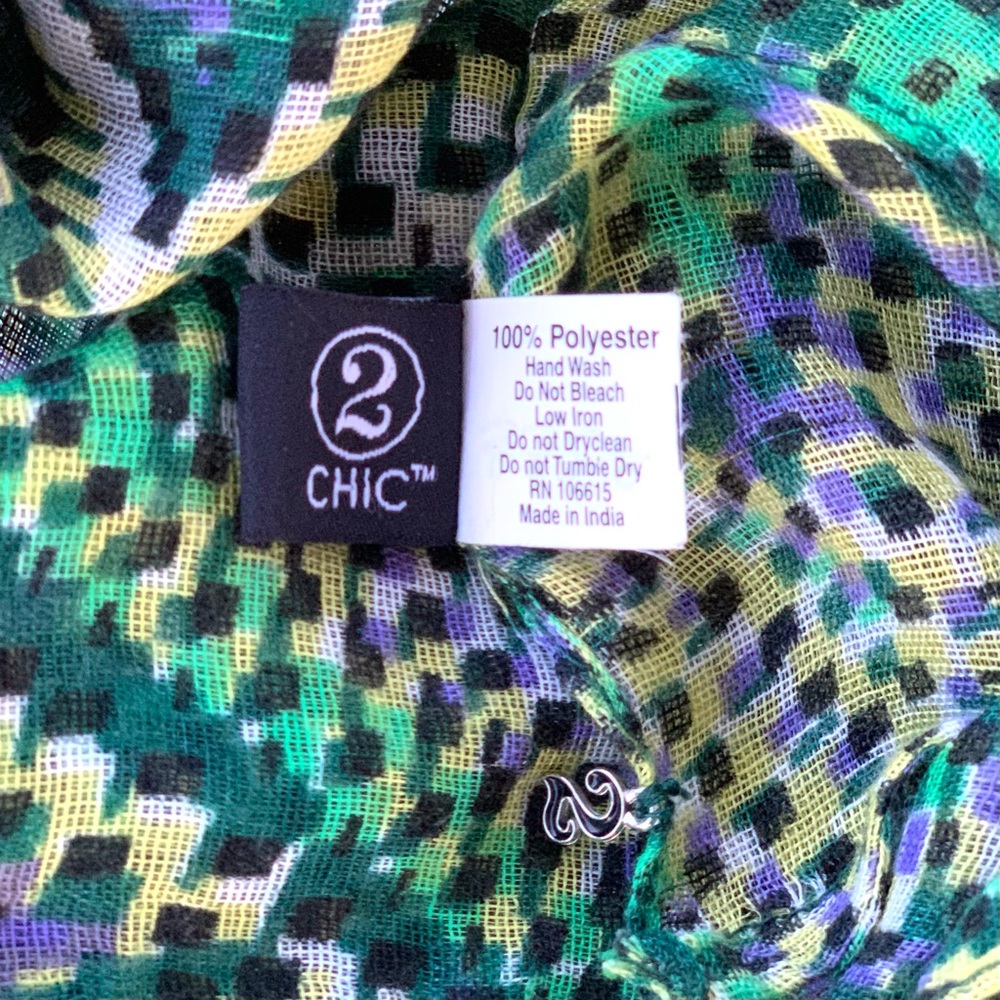 2
CHIC™
100% Polyester
Hand Wash
Do Not Bleach
Low Iron
Do not Dryclean
Do not Tumble Dry
RN 106615
Made in India
2